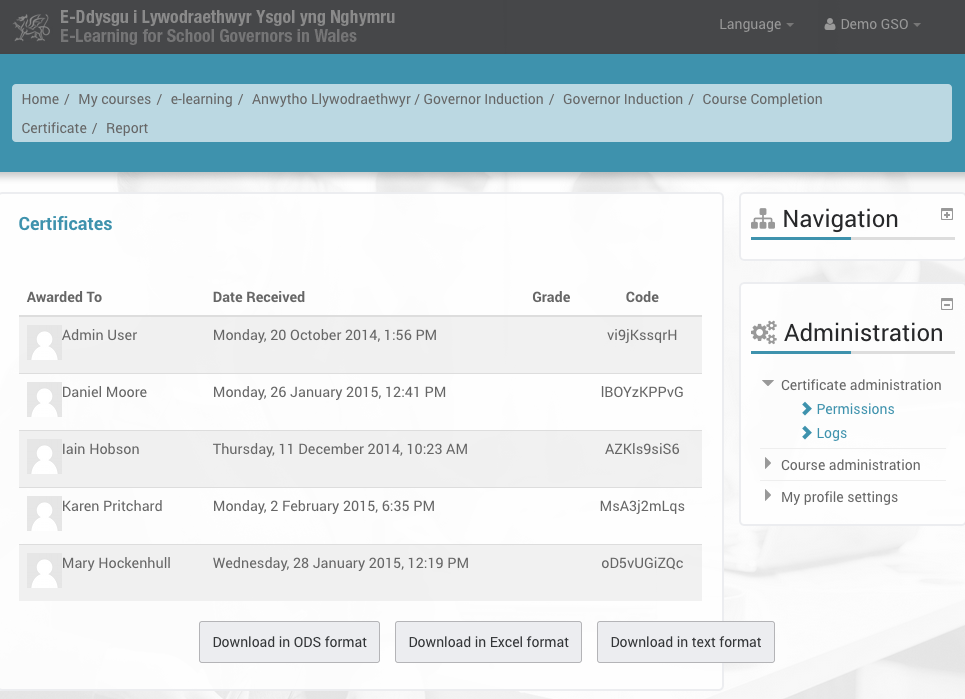 E-Ddysgu i Lywodraethwyr Ysgol yng Nghymru
E-Learning for School Governors in Wales
Language
Demo GSO
Home / My courses / e-learning / Anwytho Llywodraethwyr / Governor Induction / Governor Induction / Course Completion
Certificate / Report
Certificates
Awarded To Date Received Grade Code
Admin User Monday, 20 October 2014, 1:56 PM vi9jKssqrH
Daniel Moore Monday, 26 January 2015, 12:41 PM lBOYzKPPvG
Iain Hobson Thursday, 11 December 2014, 10:23 AM AZKls9siS6
Karen Pritchard Monday, 2 February 2015, 6:35 PM MsA3j2mLqs
Mary Hockenhull Wednesday, 28 January 2015, 12:19 PM oD5vUGiZQc
Download in ODS format Download in Excel format Download in text format
Navigation
Administration
Certificate administration
Permissions
Logs
Course administration
My profile settings